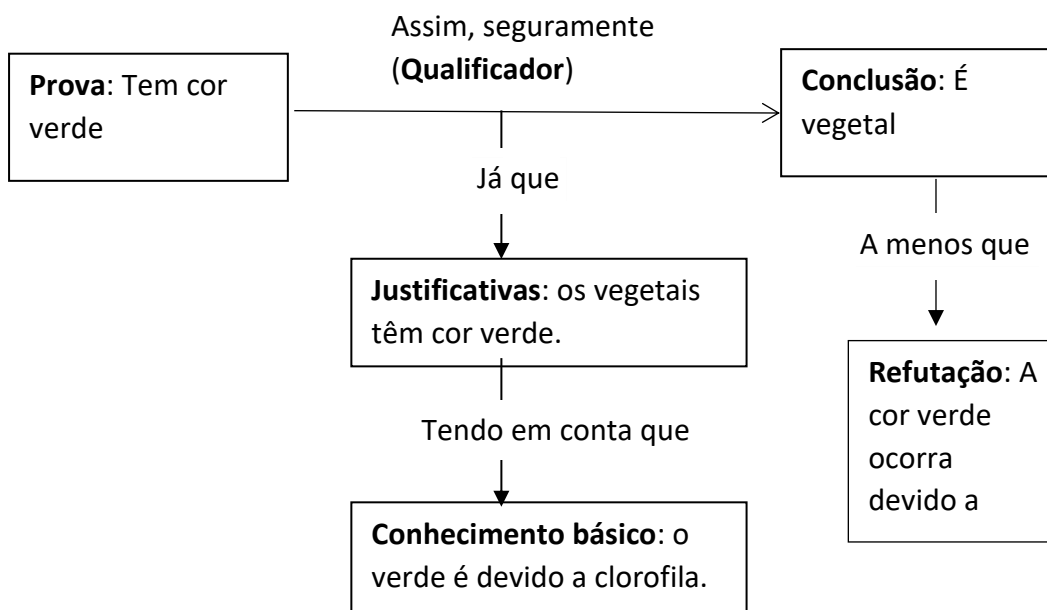 Assim, seguramente
(Qualificador)
Prova: Tem cor
verde
Conclusão: É
vegetal
Já que
A menos que
Justificativas: os vegetais
têm cor verde.
Refutação: A
cor verde
ocorra
devido a
Tendo em conta que
Conhecimento básico: o
verde é devido a clorofila.